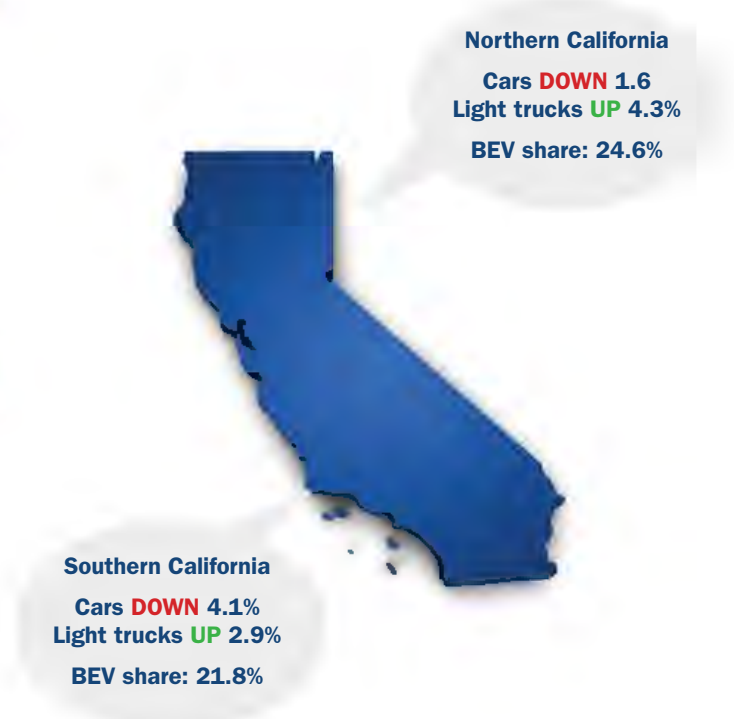 Northern California
Cars DOWN 1.6
Light trucks UP 4.3%
BEV share: 24.6%
Southern California
Cars DOWN 4.1%
Light trucks UP 2.9%
BEV share: 21.8%